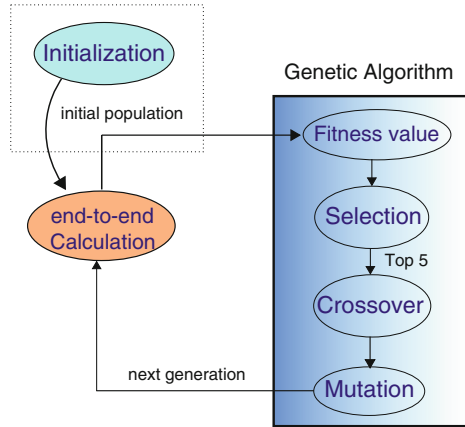 Initialization
initial population
end-to-end
Calculation
Genetic Algorithm
Fitness value
Selection
Top 5
Crossover
Mutation
next generation